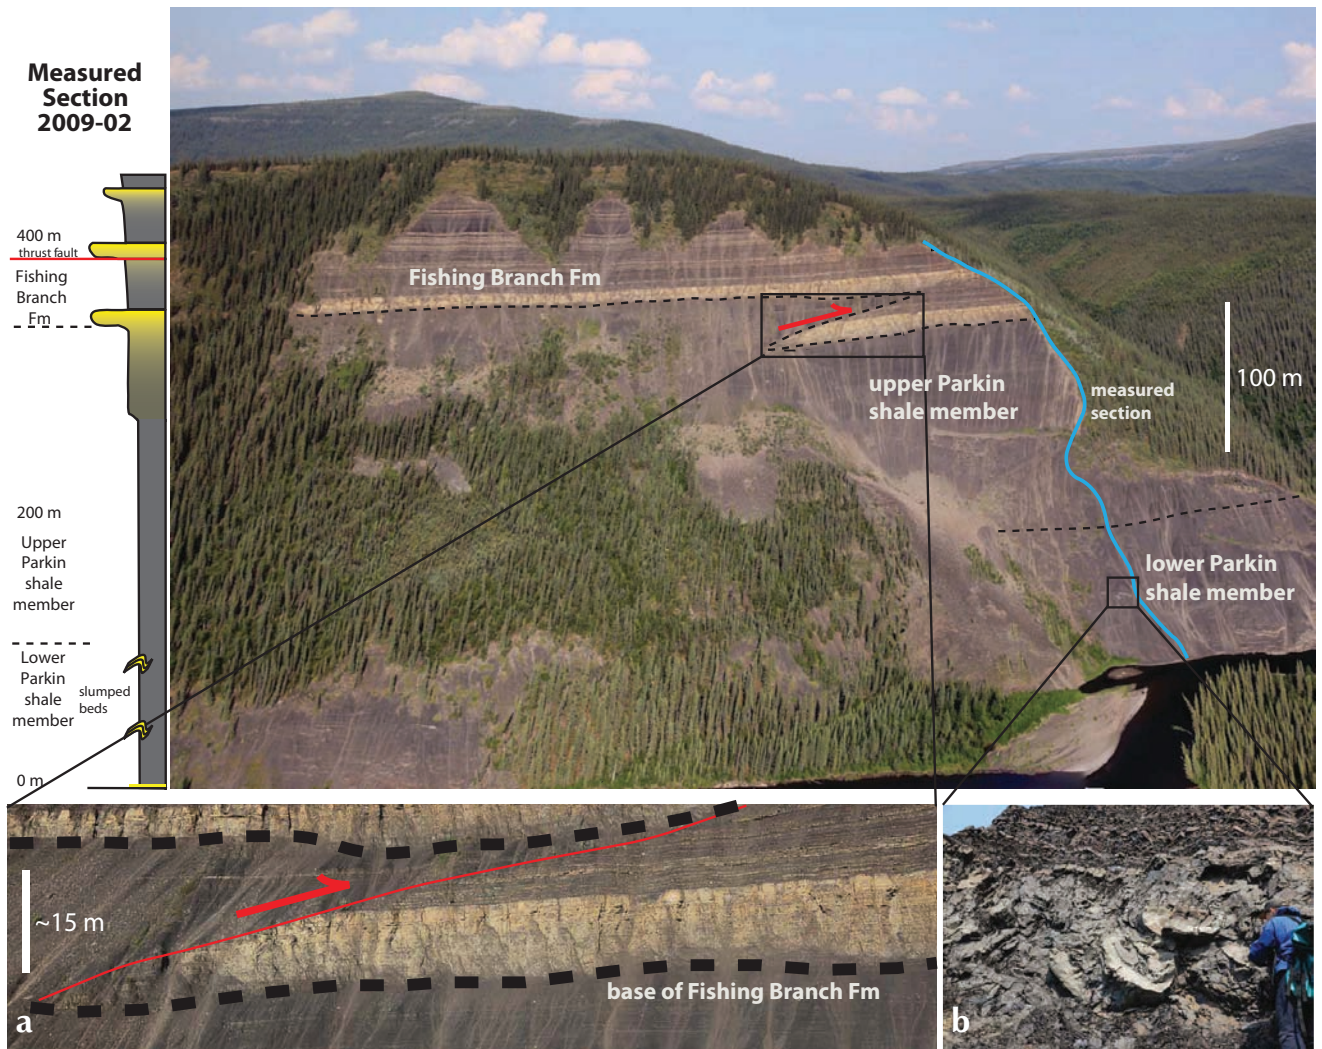 Measured
Section
2009-02
400 m
thrust fault
Fishing
Branch
Fm
200 m
Upper
Parkin
shale
member
Lower
Parkin
shale
member
slumped
beds
0 m
Fishing Branch Fm
upper Parkin
shale member
measured
section
100 m
lower Parkin
shale member
~15 m
base of Fishing Branch Fm
a
b